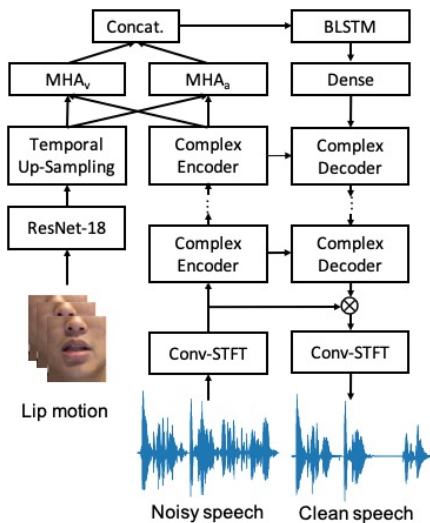 Concat.
BLSTM
MHAv
MHAa
Dense
Temporal
Up-Sampling
Complex
Encoder
Complex
Decoder
ResNet-18
Complex
Encoder
Complex
Decoder
Conv-STFT
Conv-STFT
Lip motion
Noisy speech
Clean speech